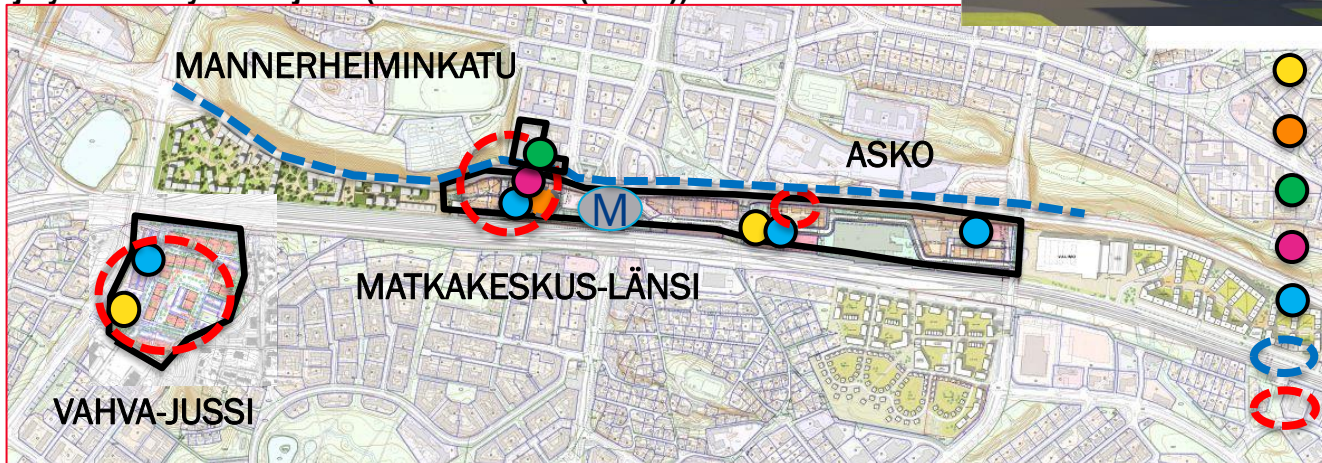 MANNERHEIMINKATU
ASKO
M
MATKAKESKUS-LÄNSI
VAHVA-JUSSI